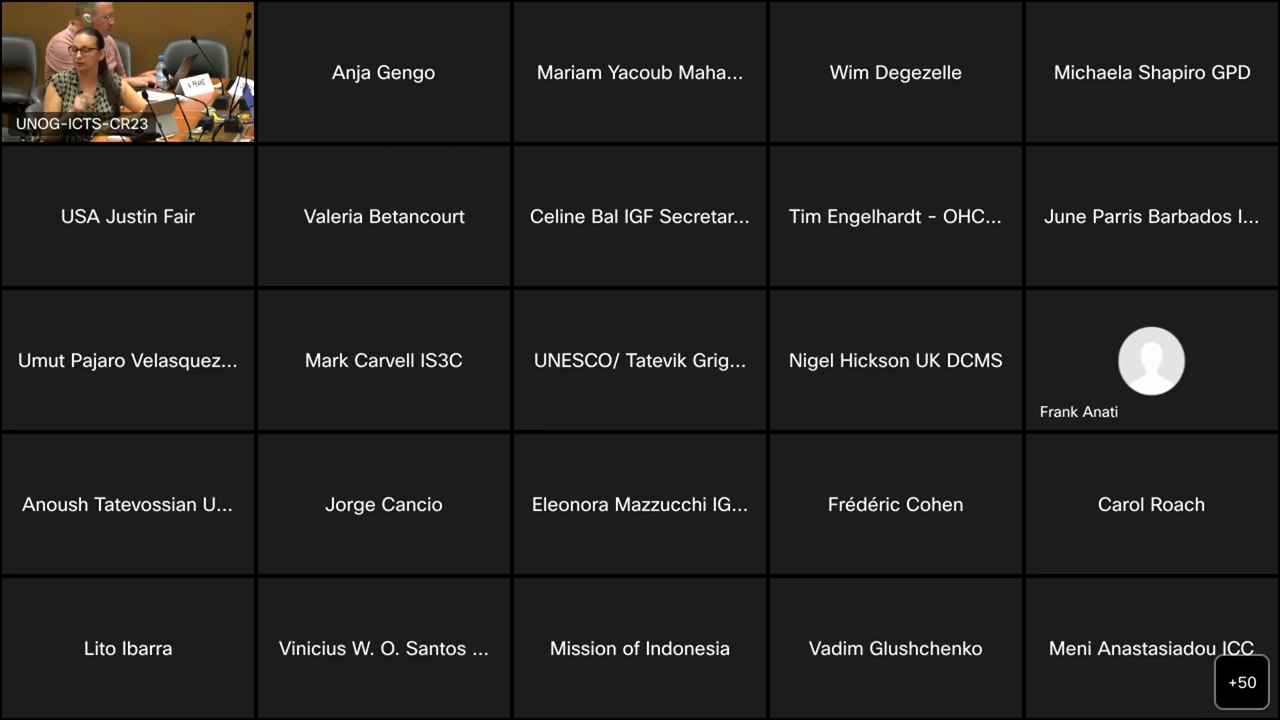 UNOG-ICTS-CR23
Anja Gengo
Mariam Yacoub Maha...
Wim Degezelle
Michaela Shapiro GPD
USA Justin Fair
Valeria Betancourt
Celine Bal IGF Secretar...
Tim Engelhardt - OHC...
June Parris Barbados I...
Umut Pajaro Velasquez...
Mark Carvell IS3C
UNESCO/ Tatevik Grig...
Nigel Hickson UK DCMS
Frank Anati
Anoush Tatevossian U...
Jorge Cancio
Eleonora Mazzucchi IG...
Frédéric Cohen
Carol Roach
Lito Ibarra
Vinicius W. O. Santos ...
Mission of Indonesia
Vadim Glushchenko
Meni Anastasiadou ICC
+50